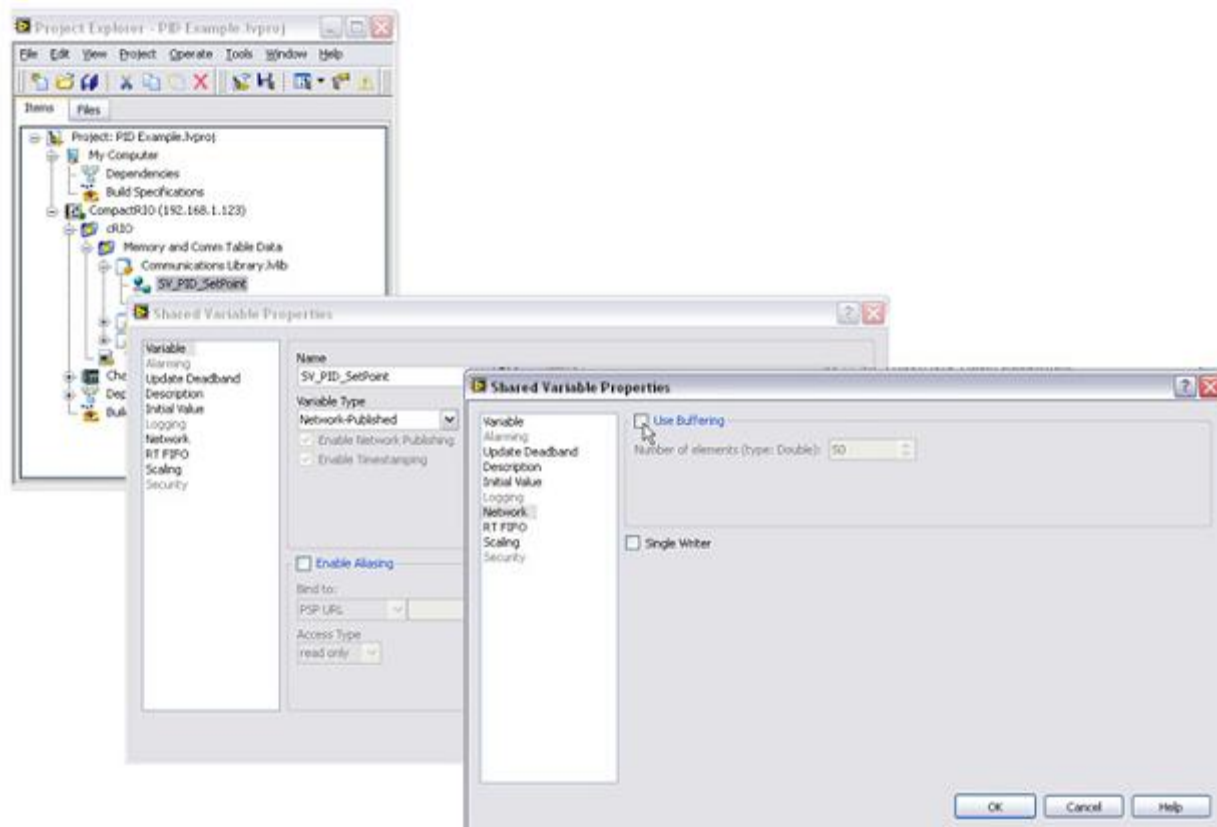 Project Explorer - PID Example.lvproj
File Edit View Project Operate Tools Window Help
Items Files
Project: PID Example.lvproj
My Computer
Dependencies
Build Specifications
CompactRIO (192.168.1.123)
cRIO
Memory and Comm Table Data
Communications Library.lvlib
SV_PID_SetPoint
Cha
Dep
Buil
Shared Variable Properties
Variable
Alarming
Update Deadband
Description
Initial Value
Logging
Network
RT FIFO
Scaling
Security
Name
SV_PID_SetPoint
Variable Type
Network-Published
Enable Network Publishing
Enable Timestamping
Enable Aliasing
Bind to:
PSP URL
Access Type
read only
Shared Variable Properties
Variable
Alarming
Update Deadband
Description
Initial Value
Logging
Network
RT FIFO
Scaling
Security
Use Buffering
Number of elements (type: Double): 50
Single Writer
OK Cancel Help